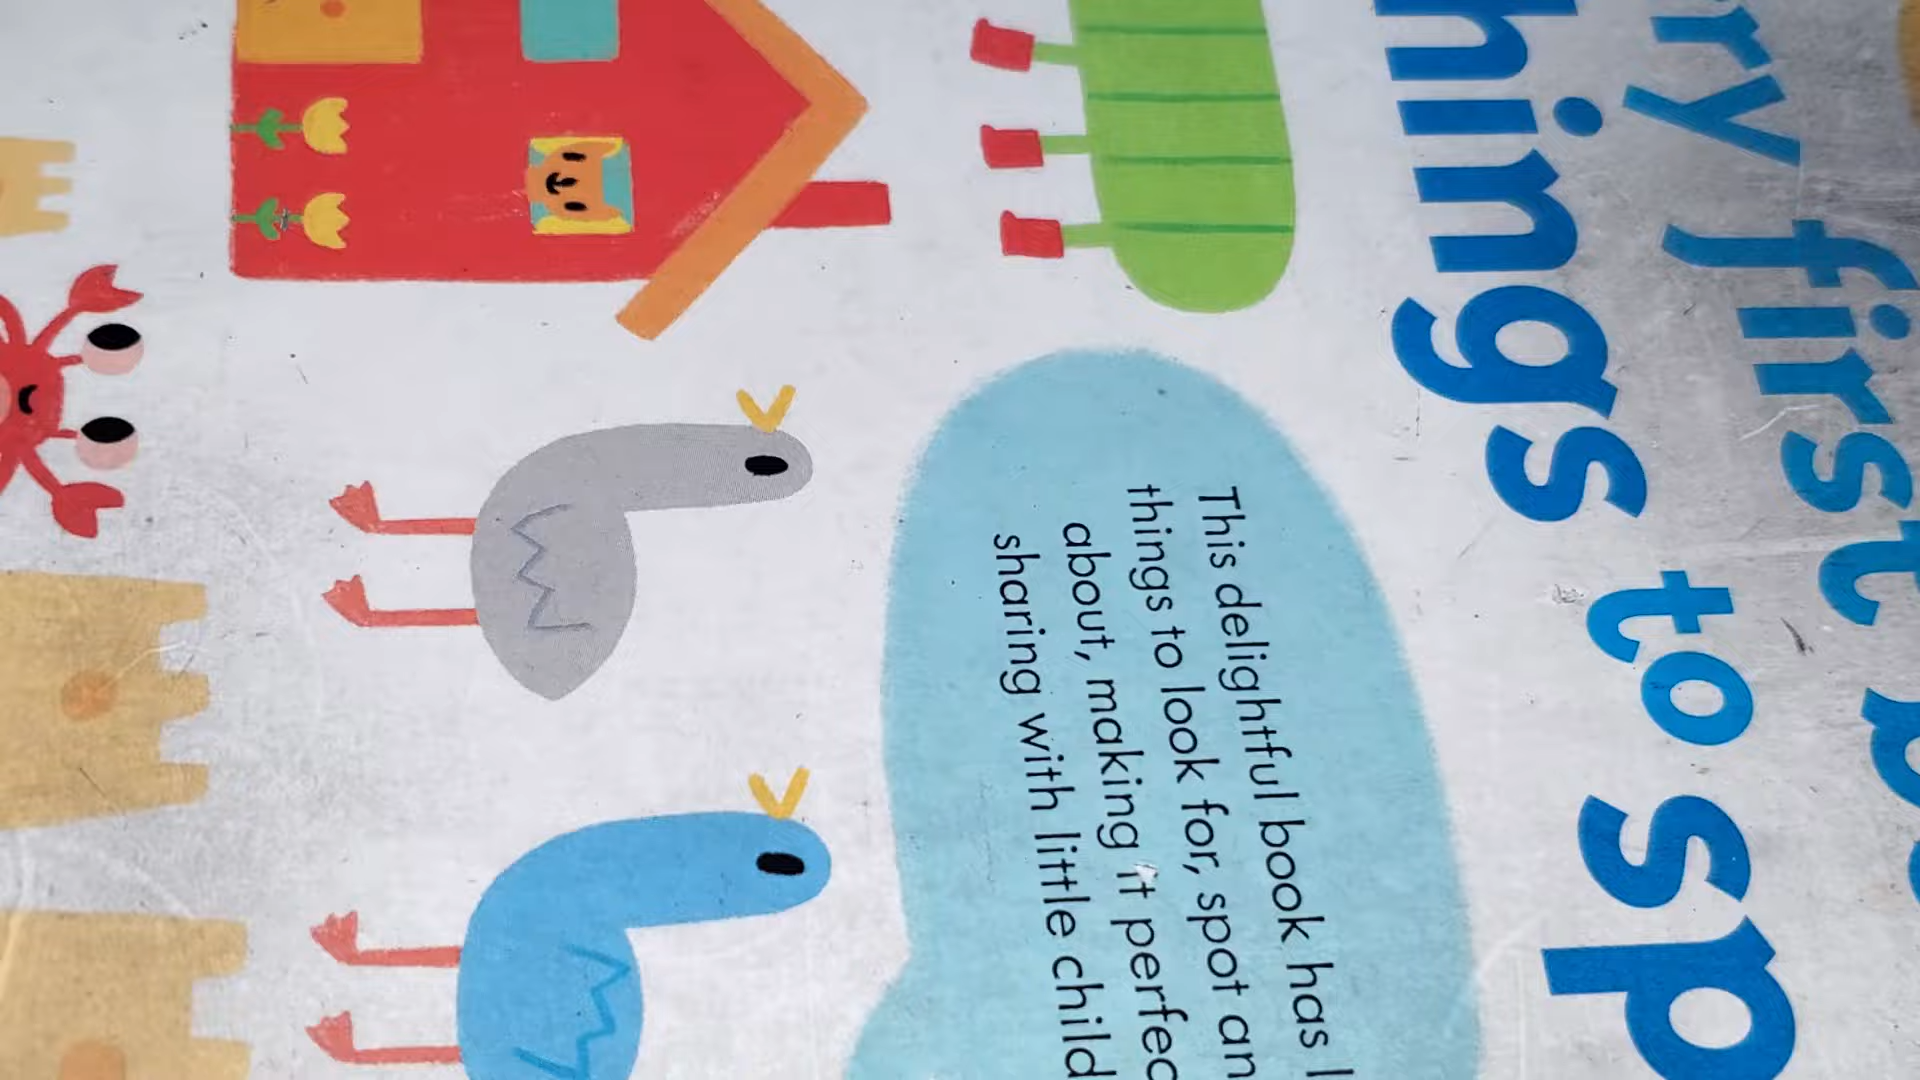 first
hings to sp
This delightful book has
things to look for, spot an
about, making it perfec
sharing with little child